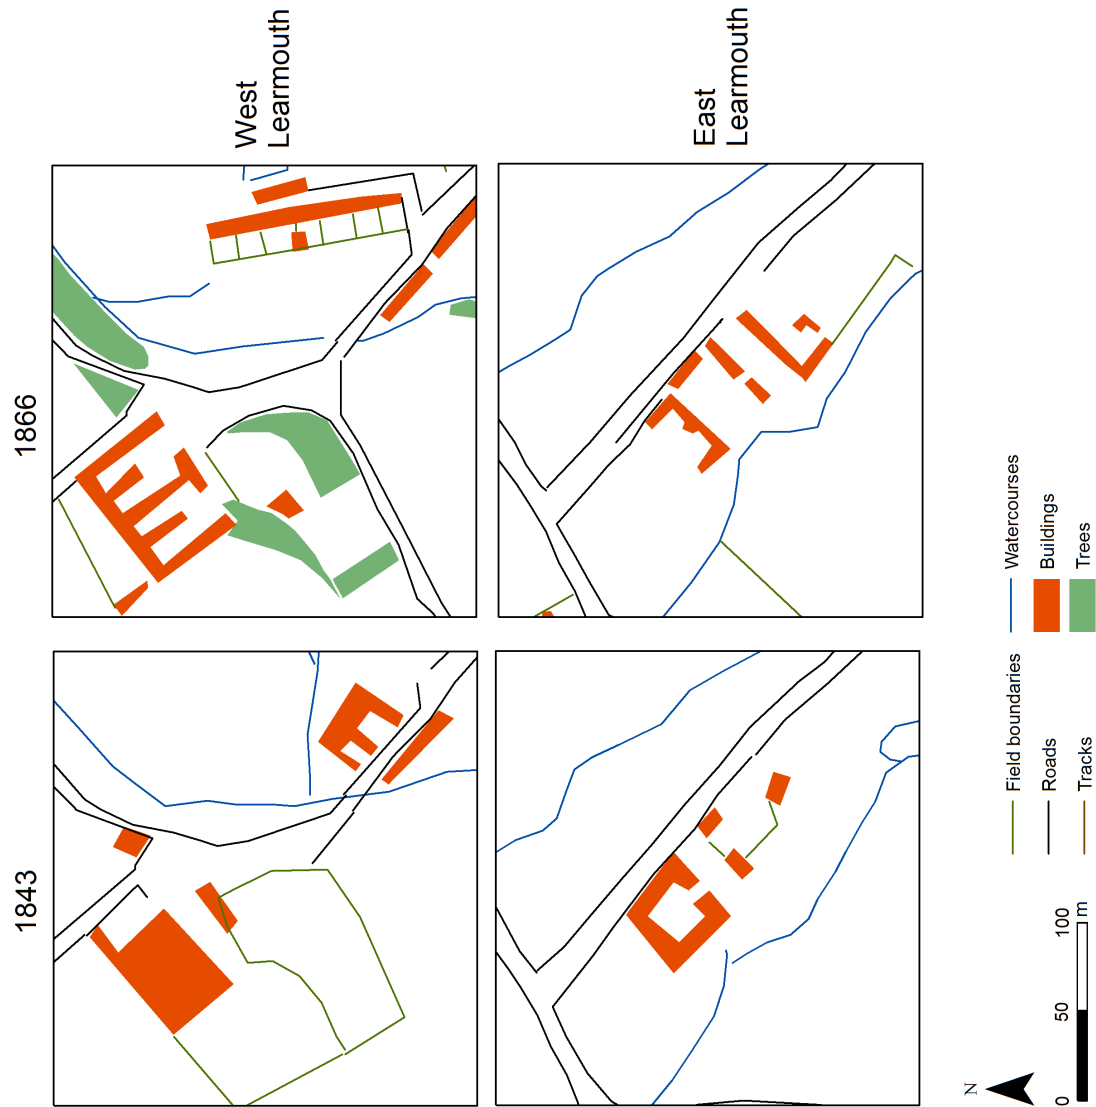 1843
1866
West
Learmouth
East
Learmouth
N
0 50 100 m
Field boundaries
Roads
Tracks
Watercourses
Buildings
Trees